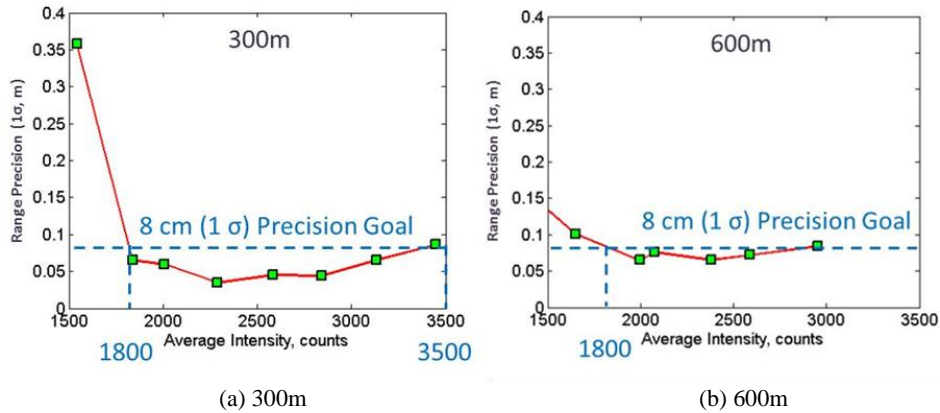 300m
0.4
0.35
0.3
0.25
0.2
0.15
0.1
0.05
0
Range Precision (1σ, m)
8 cm (1 σ) Precision Goal
1500 2000 2500 3000 3500
Average Intensity, counts
1800 3500
(a) 300m
600m
0.4
0.35
0.3
0.25
0.2
0.15
0.1
0.05
0
Range Precision (1σ, m)
8 cm (1 σ) Precision Goal
1500 2000 2500 3000 3500
Average Intensity, counts
1800
(b) 600m